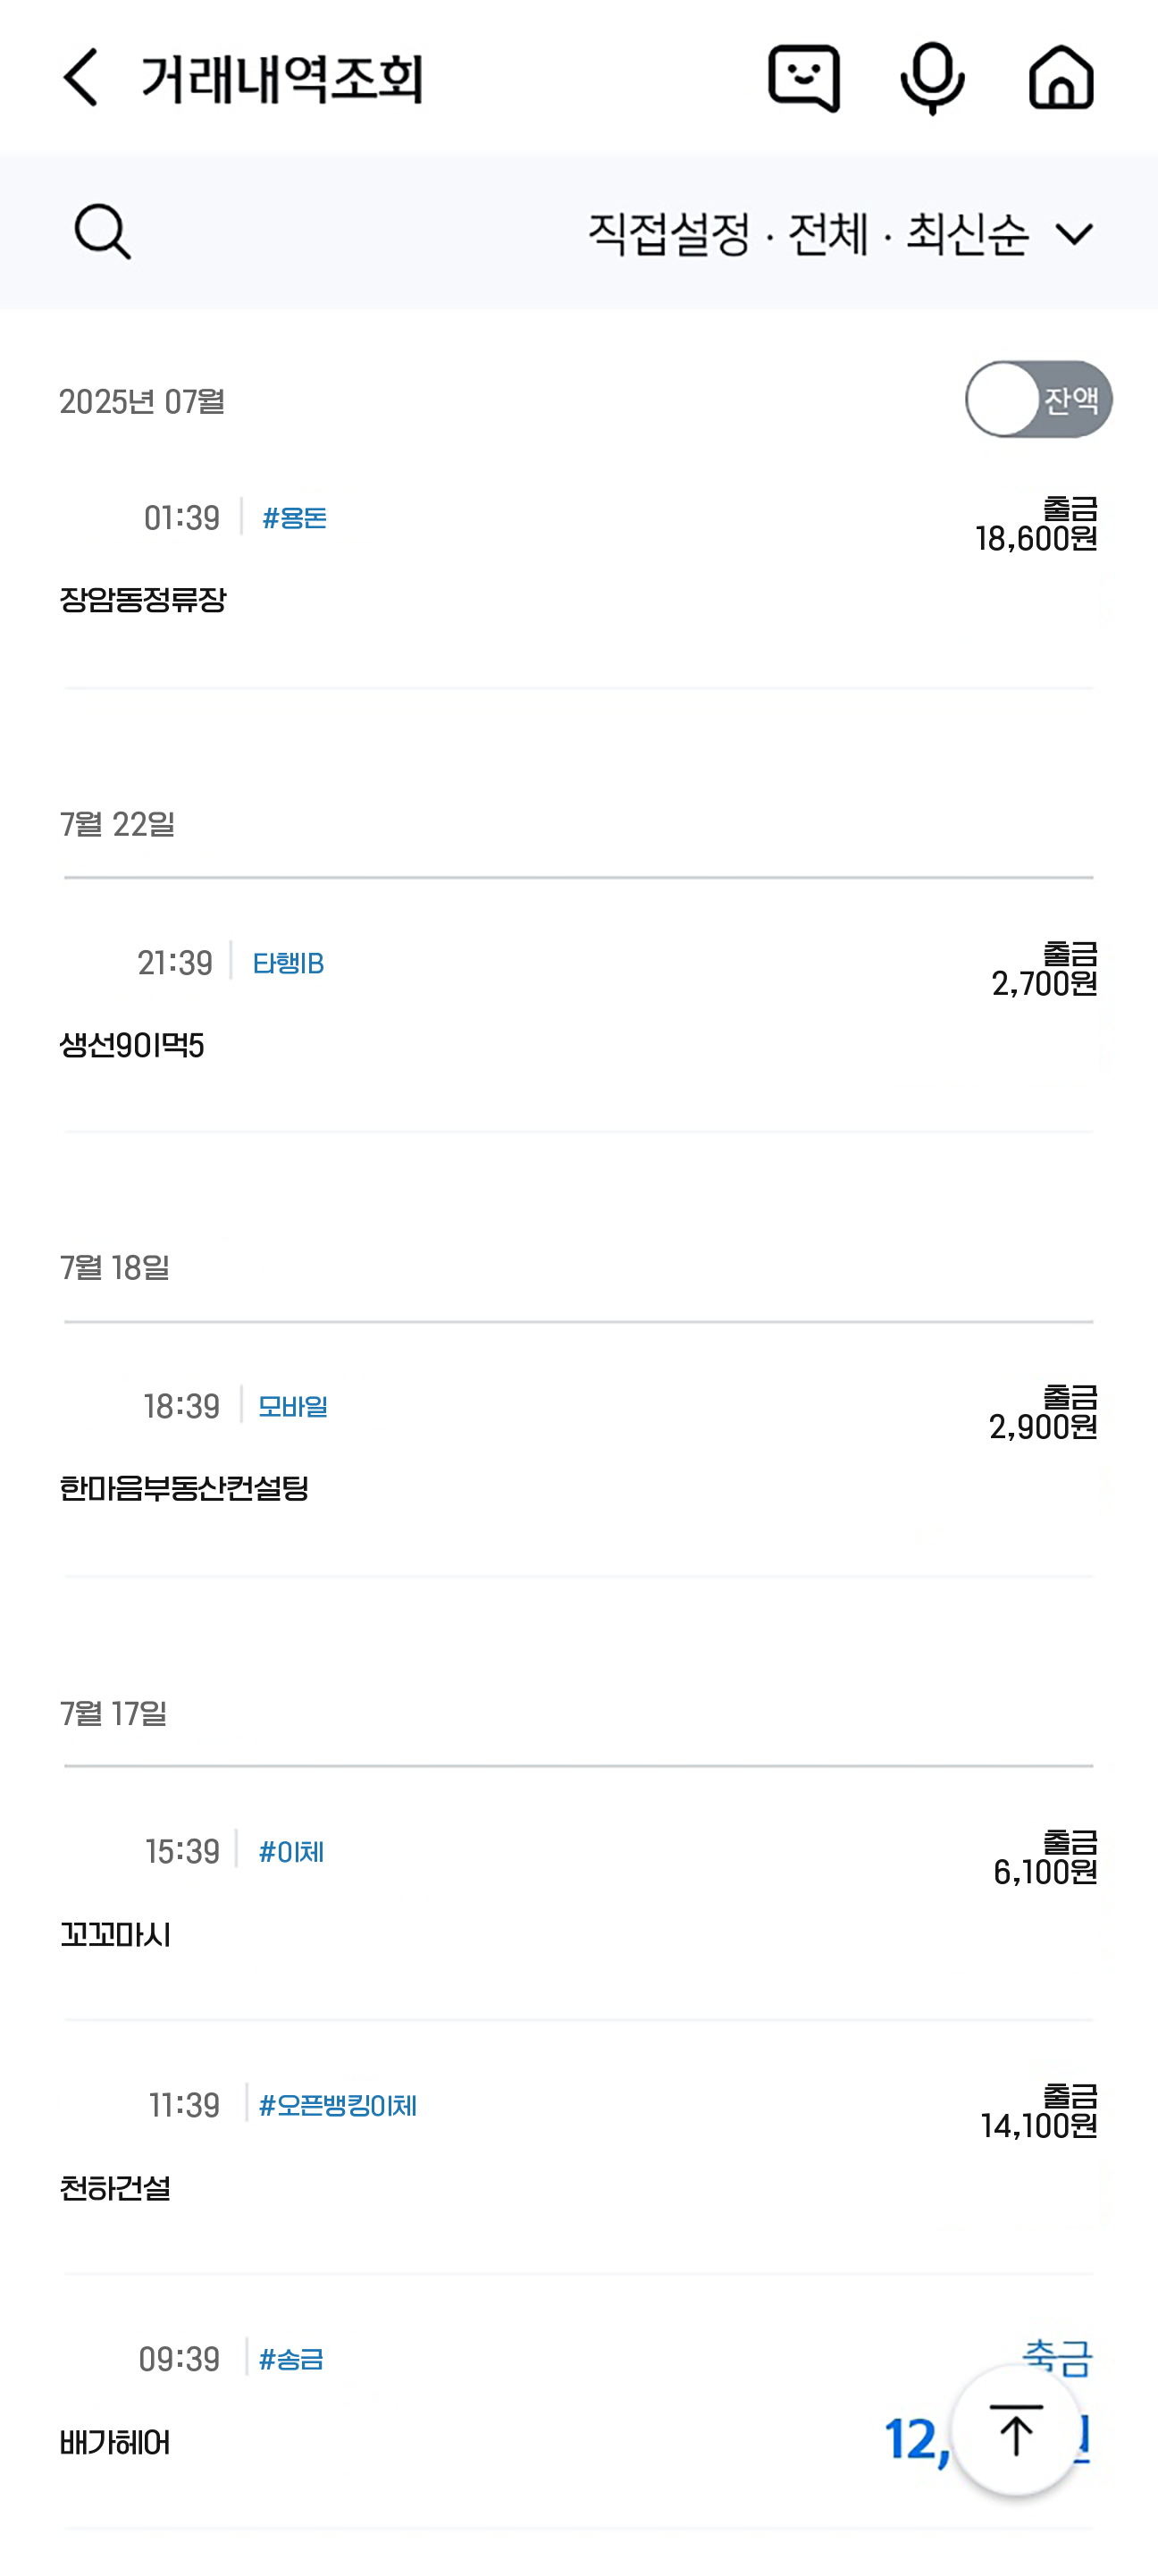 거래내역조회
직접설정 · 전체 · 최신순
2025년 07월
잔액
01:39 #용돈
출금
18,600원
장암동정류장
7월 22일
21:39 타행IB
출금
2,700원
생선90I먹5
7월 18일
18:39 모바일
출금
2,900원
한마음부동산컨설팅
7월 17일
15:39 #이체
출금
6,100원
꼬꼬마시
11:39 #오픈뱅킹이체
출금
14,100원
천하건설
09:39 #송금
배가헤어
12,